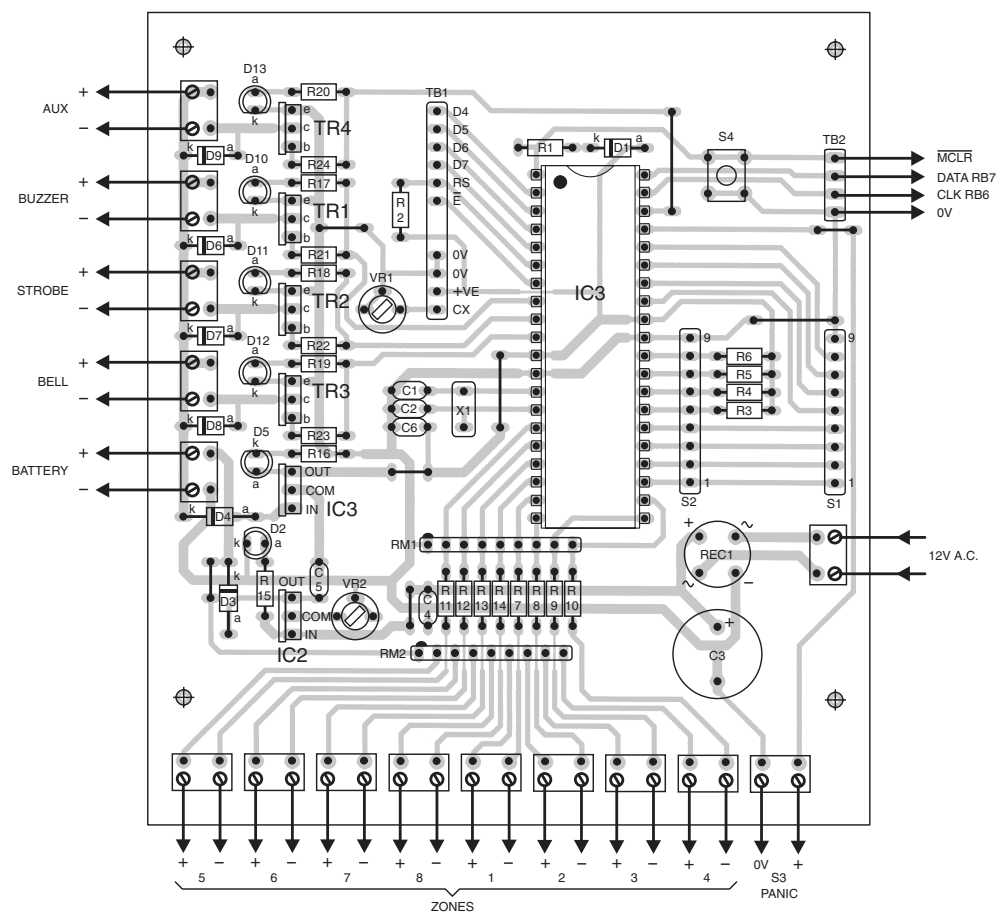 D13
a
k
R20
e
c
b
TR4
AUX
+
−
k D9 a
R24
TB1
D4
D5
D6
D7
RS
E̅
0V
0V
+VE
CX
R1
k D1 a
S4
TB2
M̅C̅L̅R̅
DATA RB7
CLK RB6
0V
D10
a
k
R17
e
c
b
TR1
BUZZER
+
−
k D6 a
R21
R
2
D11
a
k
R18
e
c
b
TR2
STROBE
+
−
k D7 a
R22
VR1
IC3
D12
a
k
R19
e
c
b
TR3
BELL
+
−
k D8 a
R23
C1
C2
C6
X1
9
1
S2
R6
R5
R4
R3
9
1
S1
D5
k
a
R16
OUT
COM
IN
IC3
BATTERY
+
−
k D4 a
D2
k a
k
D3
a
R
15
OUT
COM
IN
IC2
C
5
VR2
RM1
C
4
R
11
R
12
R
13
R
14
R
7
R
8
R
9
R
10
RM2
+ ~
REC1
~ −
12V A.C.
+
C3
+ − + − + − + − + − + − + − + − 0V +
5 6 7 8 1 2 3 4 S3
PANIC
ZONES